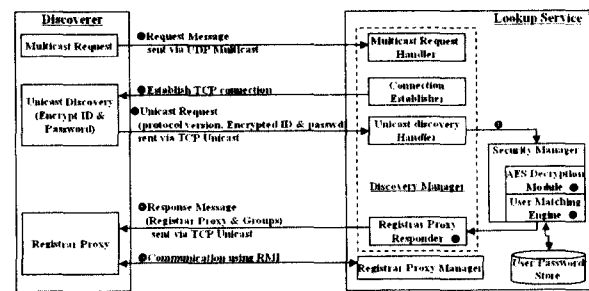 Discoverer
Lookup Service
Multicast Request
Request Message
sent via UDP Multicast
Multicast Request
Handler
Establish TCP connection
Connection
Establisher
Unicast Discovery
(Encrypt ID &
Password)
Unicast Request
(protocol version, Encrypted ID & passwd)
sent via TCP Unicast
Unicast discovery
Handler
Security Manager
AES Decryption
Module
User Matching
Engine
Discovery Manager
Response Message
(Registrar Proxy & Groups)
sent via TCP Unicast
Registrar Proxy
Registrar Proxy
Responder
Communication using RMI
Registrar Proxy Manager
User Password
Store